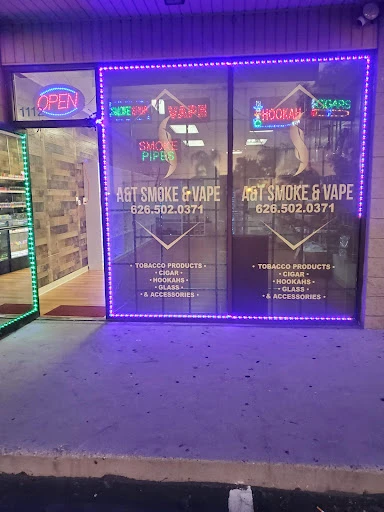 OPEN
1112
SMOKE SHOP
VAPE
SMOKE
PIPES
A&T SMOKE & VAPE
626.502.0371
• TOBACCO PRODUCTS •
• CIGAR •
• HOOKAHS •
• GLASS •
• & ACCESSORIES •
HOOKAH
CIGARS
A&T SMOKE & VAPE
626.502.0371
• TOBACCO PRODUCTS •
• CIGAR •
• HOOKAHS •
• GLASS •
• & ACCESSORIES •